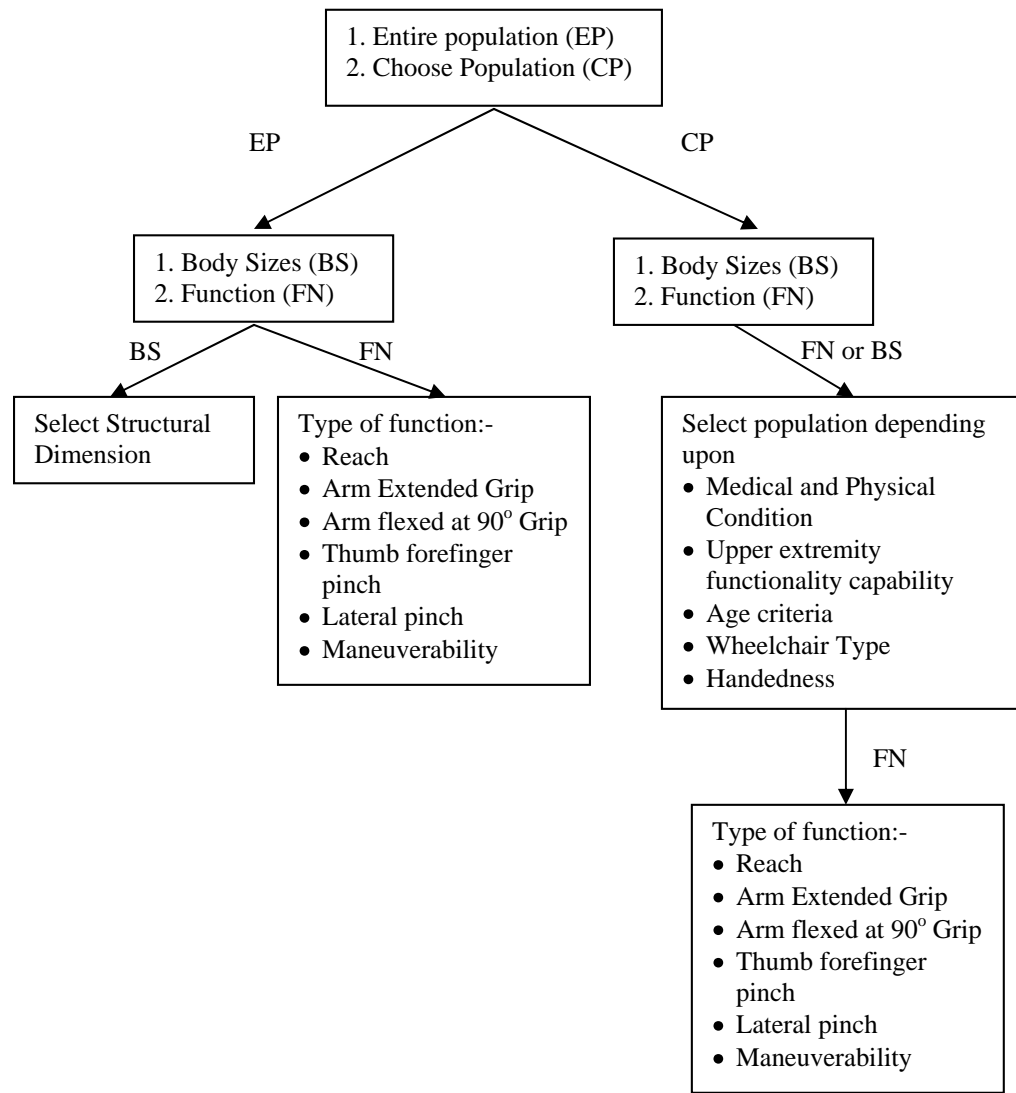 1. Entire population (EP)
2. Choose Population (CP)
EP
CP
1. Body Sizes (BS)
2. Function (FN)
1. Body Sizes (BS)
2. Function (FN)
BS
FN
FN or BS
Select Structural
Dimension
Type of function:-
• Reach
• Arm Extended Grip
• Arm flexed at 90° Grip
• Thumb forefinger
pinch
• Lateral pinch
• Maneuverability
Select population depending
upon
• Medical and Physical
Condition
• Upper extremity
functionality capability
• Age criteria
• Wheelchair Type
• Handedness
FN
Type of function:-
• Reach
• Arm Extended Grip
• Arm flexed at 90° Grip
• Thumb forefinger
pinch
• Lateral pinch
• Maneuverability